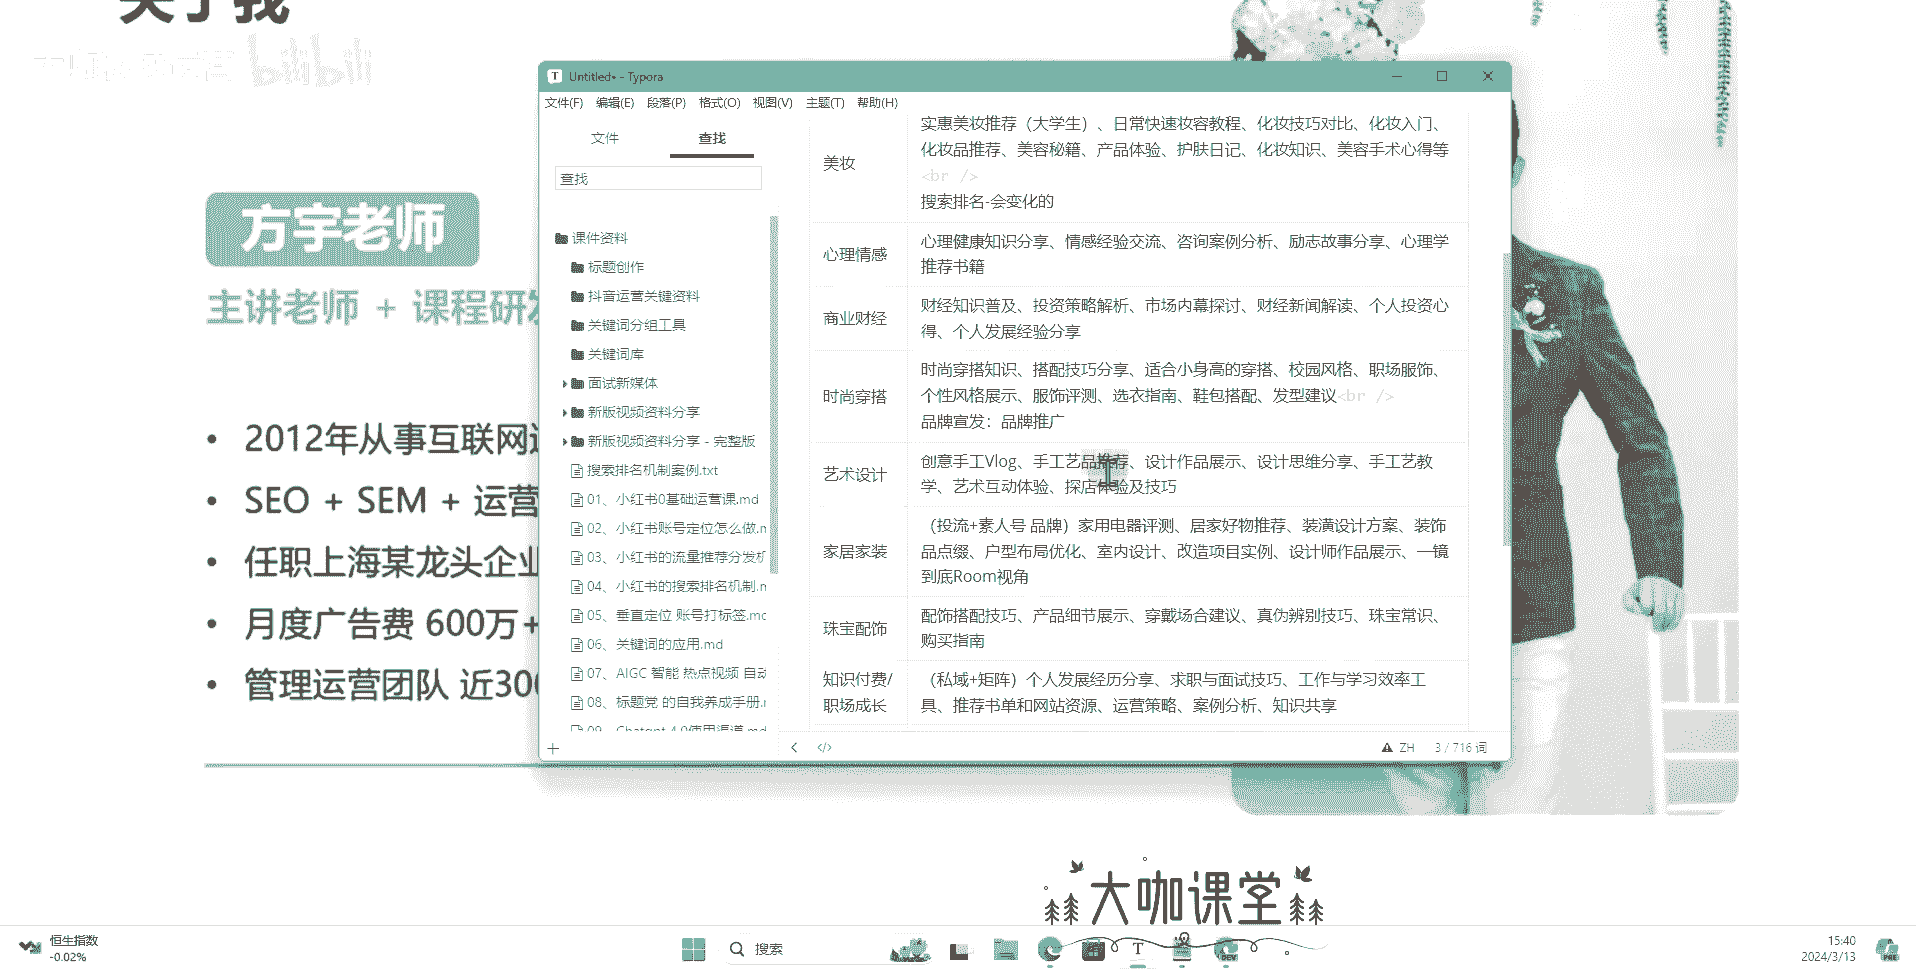 关于我
bilibili
方宇老师
主讲老师 + 课程研发
• 2012年从事互联网运
• SEO + SEM + 运营
• 任职上海某龙头企业
• 月度广告费 600万+
• 管理运营团队 近300
Untitled• - Typora
文件(F) 编辑(E) 段落(P) 格式(O) 视图(V) 主题(T) 帮助(H)
文件 查找
查找
课件资料
标题创作
抖音运营关键资料
关键词分组工具
关键词库
面试新媒体
新版视频资料分享
新版视频资料分享 - 完整版
搜索排名机制案例.txt
01、小红书0基础运营课.md
02、小红书账号定位怎么做.m
03、小红书的流量推荐分发机
04、小红书的搜索排名机制.m
05、垂直定位 账号打标签.md
06、关键词的应用.md
07、AIGC 智能 热点视频 自动
08、标题党 的自我养成手册.m
09、Chatgpt 4.0使用渠道.md
美妆
实惠美妆推荐（大学生）、日常快速妆容教程、化妆技巧对比、化妆入门、
化妆品推荐、美容秘籍、产品体验、护肤日记、化妆知识、美容手术心得等
<br />
搜索排名-会变化的
心理情感
心理健康知识分享、情感经验交流、咨询案例分析、励志故事分享、心理学
推荐书籍
商业财经
财经知识普及、投资策略解析、市场内幕探讨、财经新闻解读、个人投资心
得、个人发展经验分享
时尚穿搭
时尚穿搭知识、搭配技巧分享、适合小身高的穿搭、校园风格、职场服饰、
个性风格展示、服饰评测、选衣指南、鞋包搭配、发型建议<br />
品牌宣发：品牌推广
艺术设计
创意手工Vlog、手工艺品推荐、设计作品展示、设计思维分享、手工艺教
学、艺术互动体验、探店体验及技巧
家居家装
（投流+素人号 品牌）家用电器评测、居家好物推荐、装潢设计方案、装饰
品点缀、户型布局优化、室内设计、改造项目实例、设计师作品展示、一镜
到底Room视角
珠宝配饰
配饰搭配技巧、产品细节展示、穿戴场合建议、真伪辨别技巧、珠宝常识、
购买指南
知识付费/
职场成长
（私域+矩阵）个人发展经历分享、求职与面试技巧、工作与学习效率工
具、推荐书单和网站资源、运营策略、案例分析、知识共享
ZH 3 / 716 词
大咖课堂
恒生指数
-0.02%
搜索
T
DEV
15:40
2024/3/13
PRE